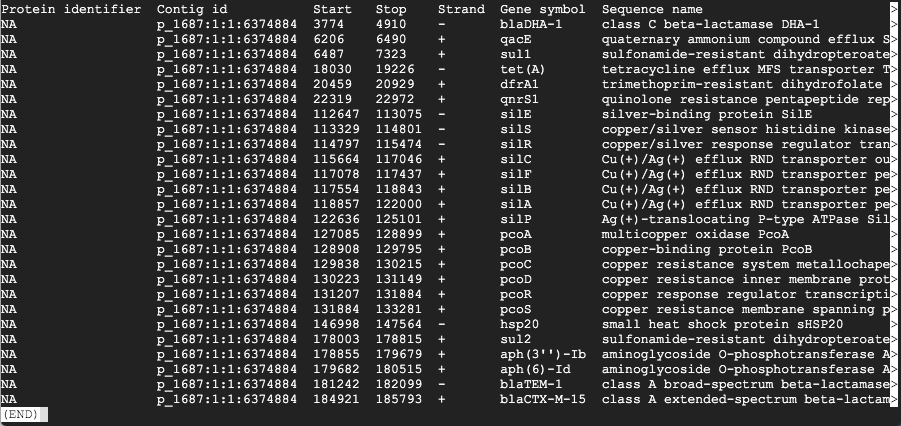 Protein identifier  Contig id           Start   Stop    Strand  Gene symbol   Sequence name                            >
NA                  p_1687:1:1:6374884  3774    4910    -       blaDHA-1      class C beta-lactamase DHA-1             >
NA                  p_1687:1:1:6374884  6206    6490    +       qacE          quaternary ammonium compound efflux S>
NA                  p_1687:1:1:6374884  6487    7323    +       sul1          sulfonamide-resistant dihydropteroate>
NA                  p_1687:1:1:6374884  18030   19226   -       tet(A)        tetracycline efflux MFS transporter T>
NA                  p_1687:1:1:6374884  20459   20929   +       dfrA1         trimethoprim-resistant dihydrofolate >
NA                  p_1687:1:1:6374884  22319   22972   +       qnrS1         quinolone resistance pentapeptide rep>
NA                  p_1687:1:1:6374884  112647  113075  -       silE          silver-binding protein SilE          >
NA                  p_1687:1:1:6374884  113329  114801  -       silS          copper/silver sensor histidine kinase>
NA                  p_1687:1:1:6374884  114797  115474  -       silR          copper/silver response regulator tran>
NA                  p_1687:1:1:6374884  115664  117046  +       silC          Cu(+)/Ag(+) efflux RND transporter ou>
NA                  p_1687:1:1:6374884  117078  117437  +       silF          Cu(+)/Ag(+) efflux RND transporter pe>
NA                  p_1687:1:1:6374884  117554  118843  +       silB          Cu(+)/Ag(+) efflux RND transporter pe>
NA                  p_1687:1:1:6374884  118857  122000  +       silA          Cu(+)/Ag(+) efflux RND transporter pe>
NA                  p_1687:1:1:6374884  122636  125101  +       silP          Ag(+)-translocating P-type ATPase Sil>
NA                  p_1687:1:1:6374884  127085  128899  +       pcoA          multicopper oxidase PcoA             >
NA                  p_1687:1:1:6374884  128908  129795  +       pcoB          copper-binding protein PcoB          >
NA                  p_1687:1:1:6374884  129838  130215  +       pcoC          copper resistance system metallochape>
NA                  p_1687:1:1:6374884  130223  131149  +       pcoD          copper resistance inner membrane prot>
NA                  p_1687:1:1:6374884  131207  131884  +       pcoR          copper response regulator transcripti>
NA                  p_1687:1:1:6374884  131884  133281  +       pcoS          copper resistance membrane spanning p>
NA                  p_1687:1:1:6374884  146998  147564  -       hsp20         small heat shock protein sHSP20      >
NA                  p_1687:1:1:6374884  178003  178815  +       sul2          sulfonamide-resistant dihydropteroate>
NA                  p_1687:1:1:6374884  178855  179679  +       aph(3'')-Ib   aminoglycoside O-phosphotransferase A>
NA                  p_1687:1:1:6374884  179682  180515  +       aph(6)-Id     aminoglycoside O-phosphotransferase A>
NA                  p_1687:1:1:6374884  181242  182099  -       blaTEM-1      class A broad-spectrum beta-lactamase>
NA                  p_1687:1:1:6374884  184921  185793  +       blaCTX-M-15   class A extended-spectrum beta-lactam>
(END)